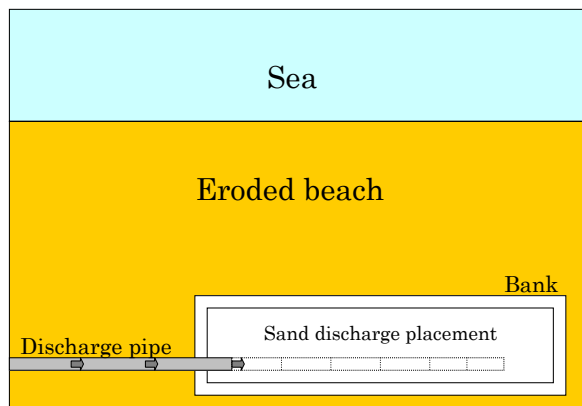 Sea
Eroded beach
Bank
Sand discharge placement
Discharge pipe